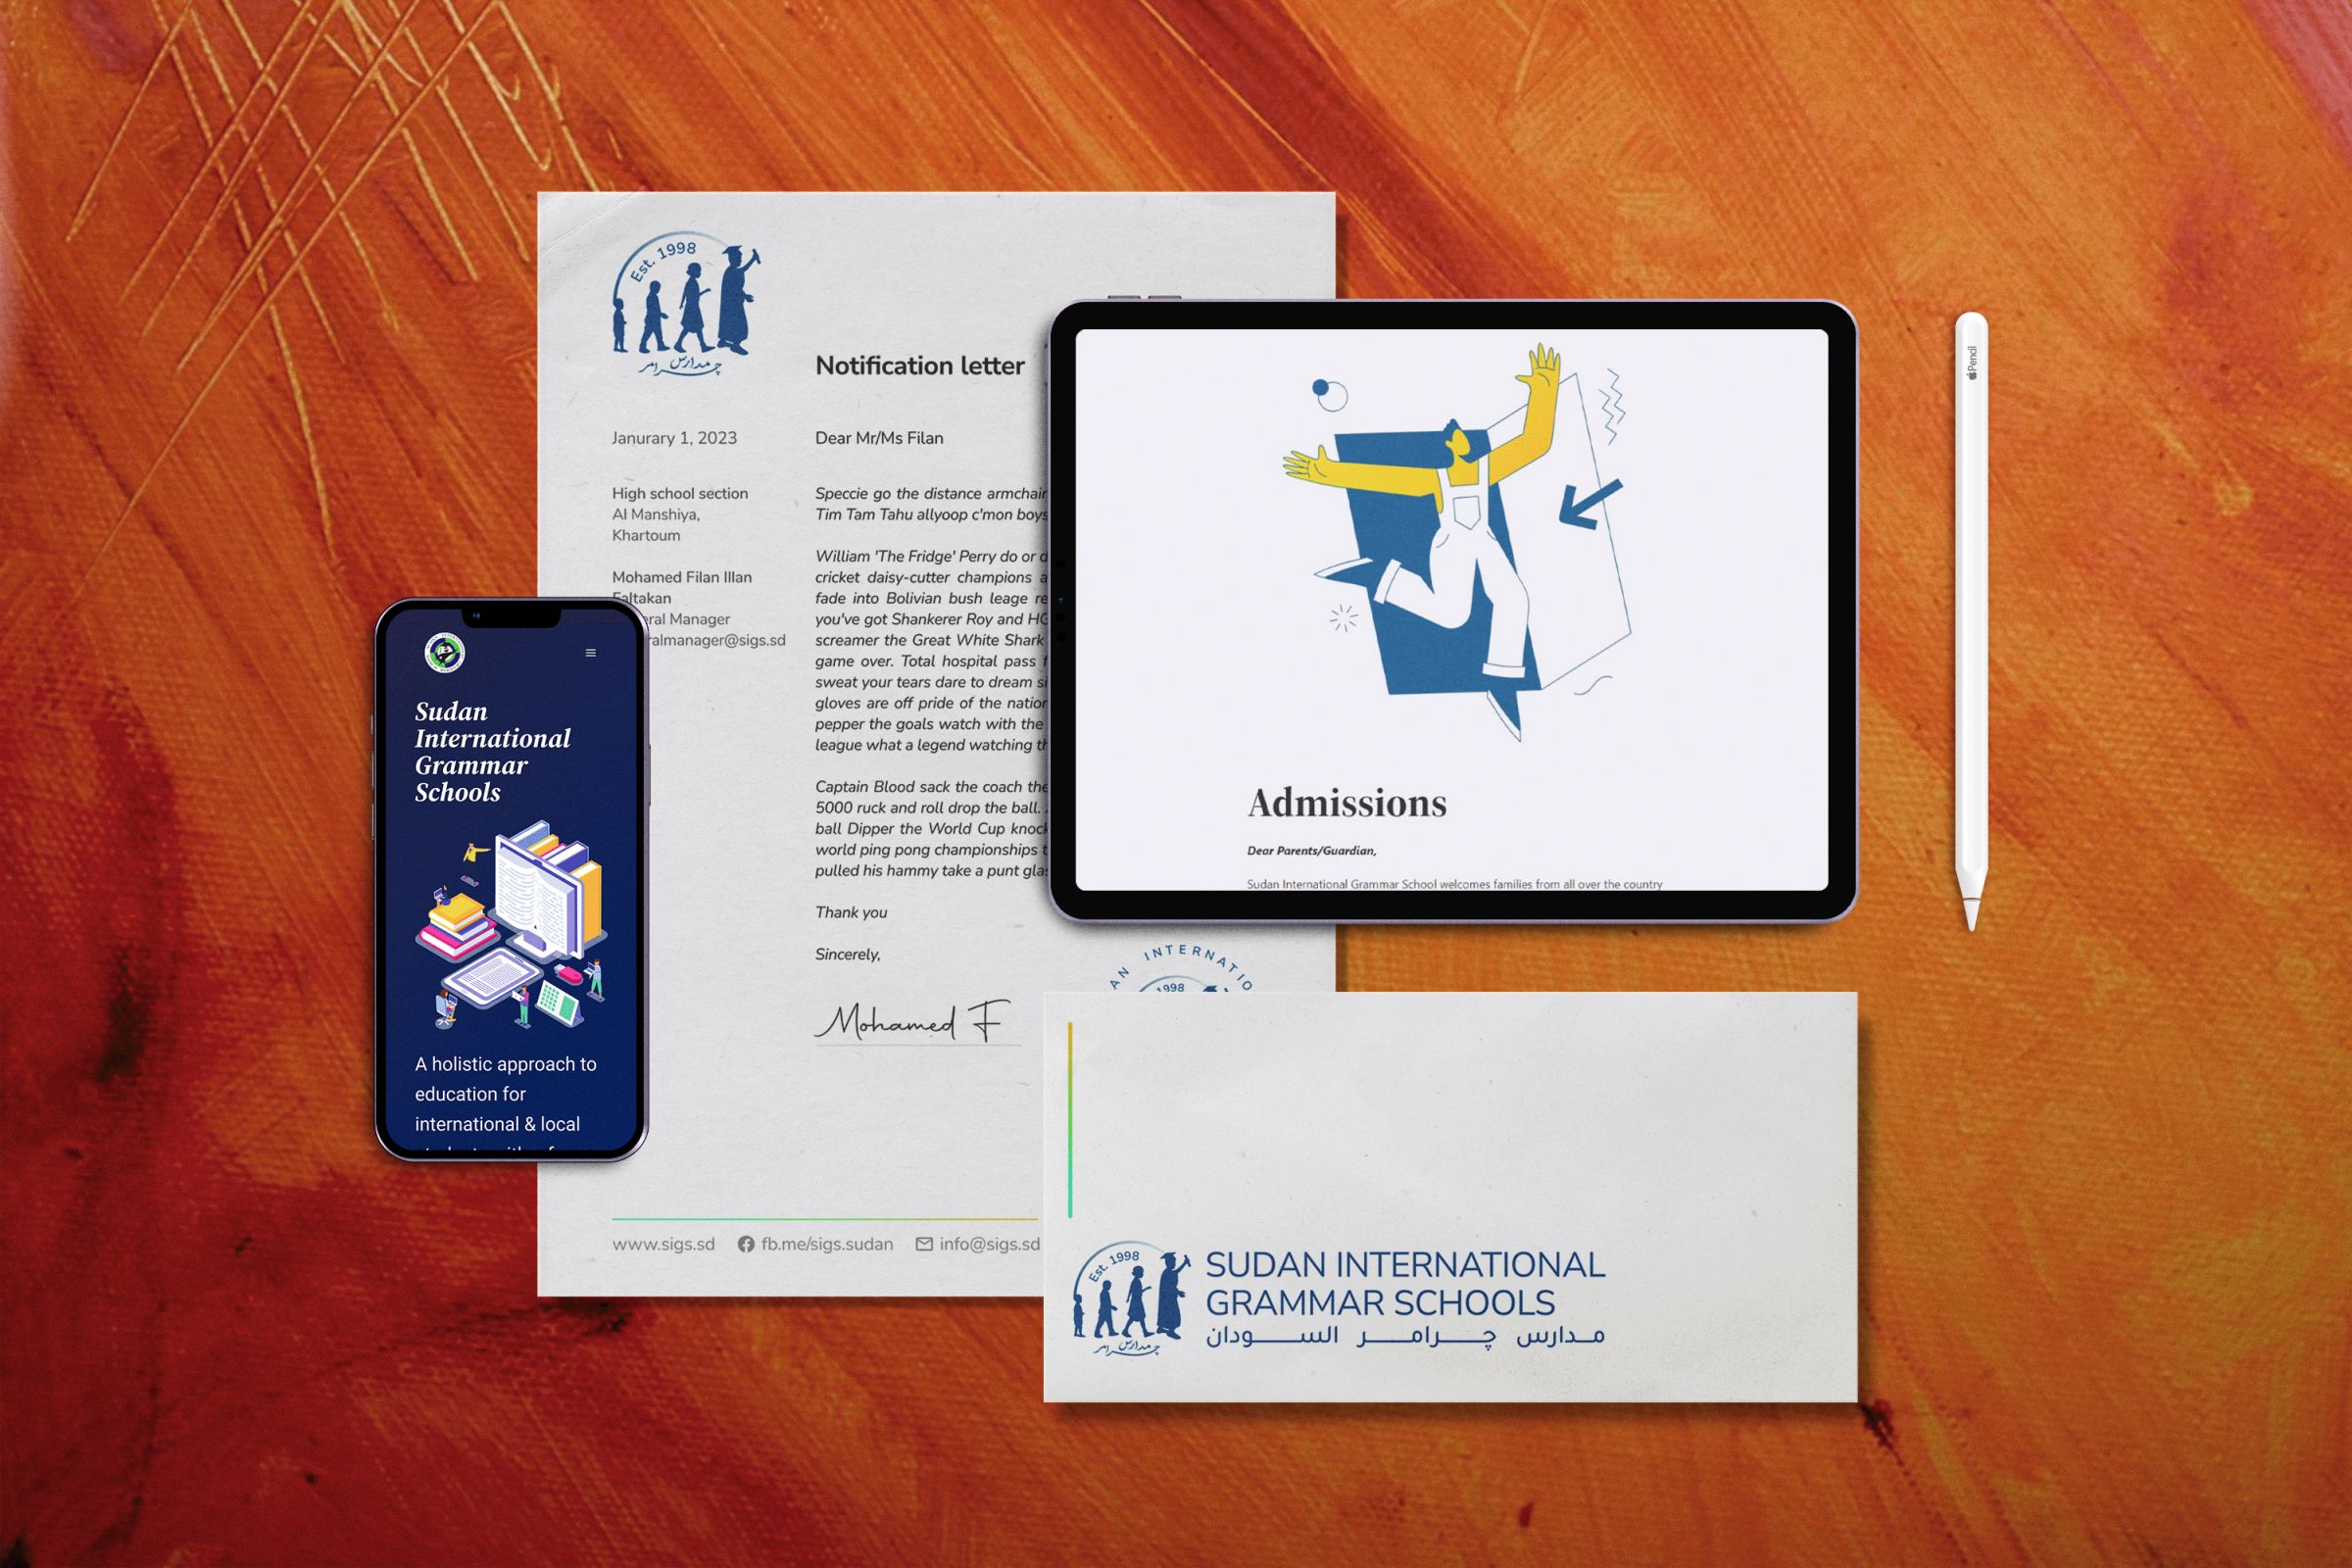 Est. 1998
مدارس چرامر
Notification letter
Janurary 1, 2023
Dear Mr/Ms Filan
High school section
Al Manshiya,
Khartoum
Mohamed Filan Illan
Faltakan
Manager
Speccie go the distance armchair
Tim Tam Tahu allyoop c'mon boys
William 'The Fridge' Perry do or
cricket daisy-cutter champions
fade into Bolivian bush leage
you've got Shankerer Roy and
screamer the Great White Shark
game over. Total hospital pass
sweat your tears dare to dream
gloves are off pride of the nation
pepper the goals watch with the
league what a legend watching
Captain Blood sack the coach
5000 ruck and roll drop the ball.
ball Dipper the World Cup
world ping pong championships
pulled his hammy take a punt
Thank you
Sincerely,
Mohamed F
www.sigs.sd fb.me/sigs.sudan info@sigs.sd
1998
Sudan
International
Grammar
Schools
A holistic approach to
education for
international & local
Admissions
Dear Parents/Guardian,
Sudan International Grammar School welcomes families from all over the country
Pencil
Est. 1998
مدارس چرامر
SUDAN INTERNATIONAL
GRAMMAR SCHOOLS
مدارس چرامر السودان